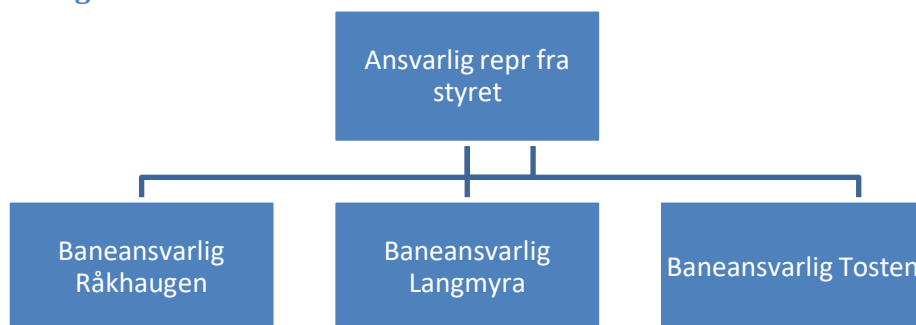 Ansvarlig repr fra
styret
Baneansvarlig
Råkhaugen
Baneansvarlig
Langmyra
Baneansvarlig Tosten